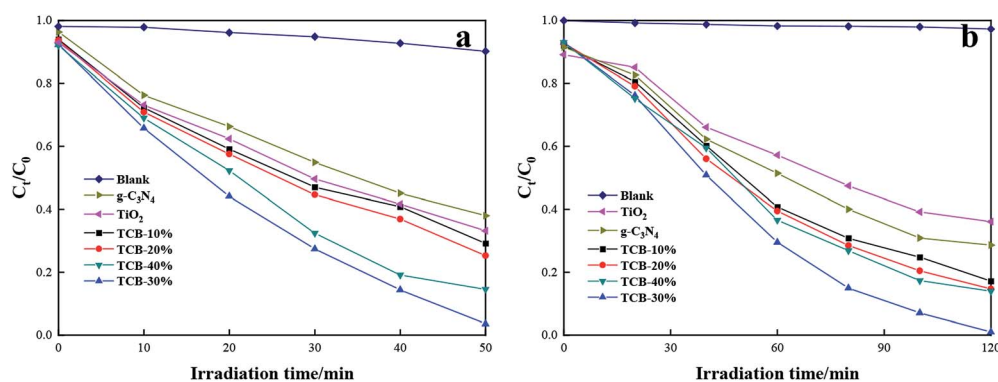 a
1.0
0.8
0.6
0.4
0.2
0.0
Ct/C0
Blank
g-C3N4
TiO2
TCB-10%
TCB-20%
TCB-40%
TCB-30%
0 10 20 30 40 50
Irradiation time/min
b
1.0
0.8
0.6
0.4
0.2
0.0
Ct/C0
Blank
TiO2
g-C3N4
TCB-10%
TCB-20%
TCB-40%
TCB-30%
0 30 60 90 120
Irradiation time/min